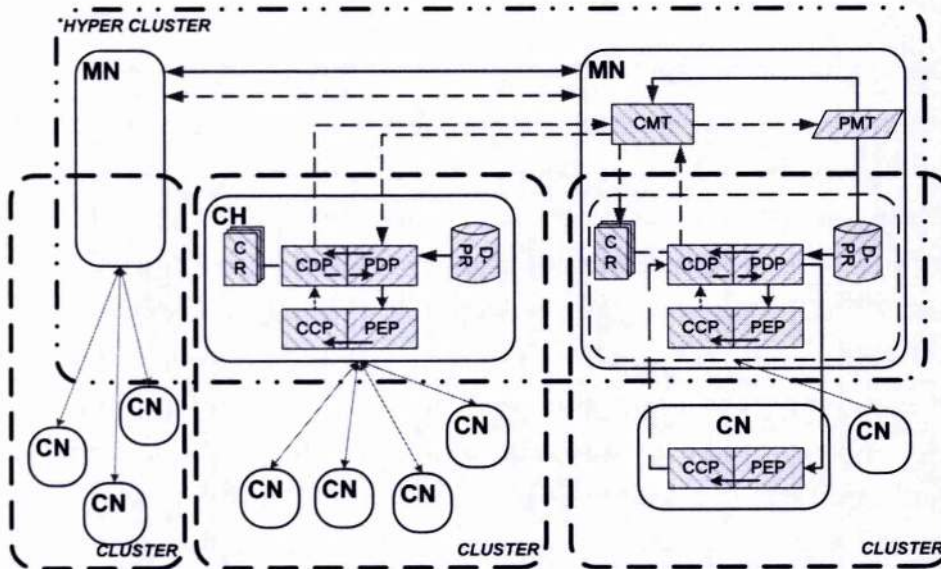 HYPER CLUSTER
MN
MN
CMT
PMT
CH
C R
CDP
PDP
D-PR
CCP
PEP
C R
CDP
PDP
D-PR
CCP
PEP
CN
CN
CN
CN
CN
CN
CN
CN
CCP
PEP
CN
CLUSTER
CLUSTER
CLUSTER